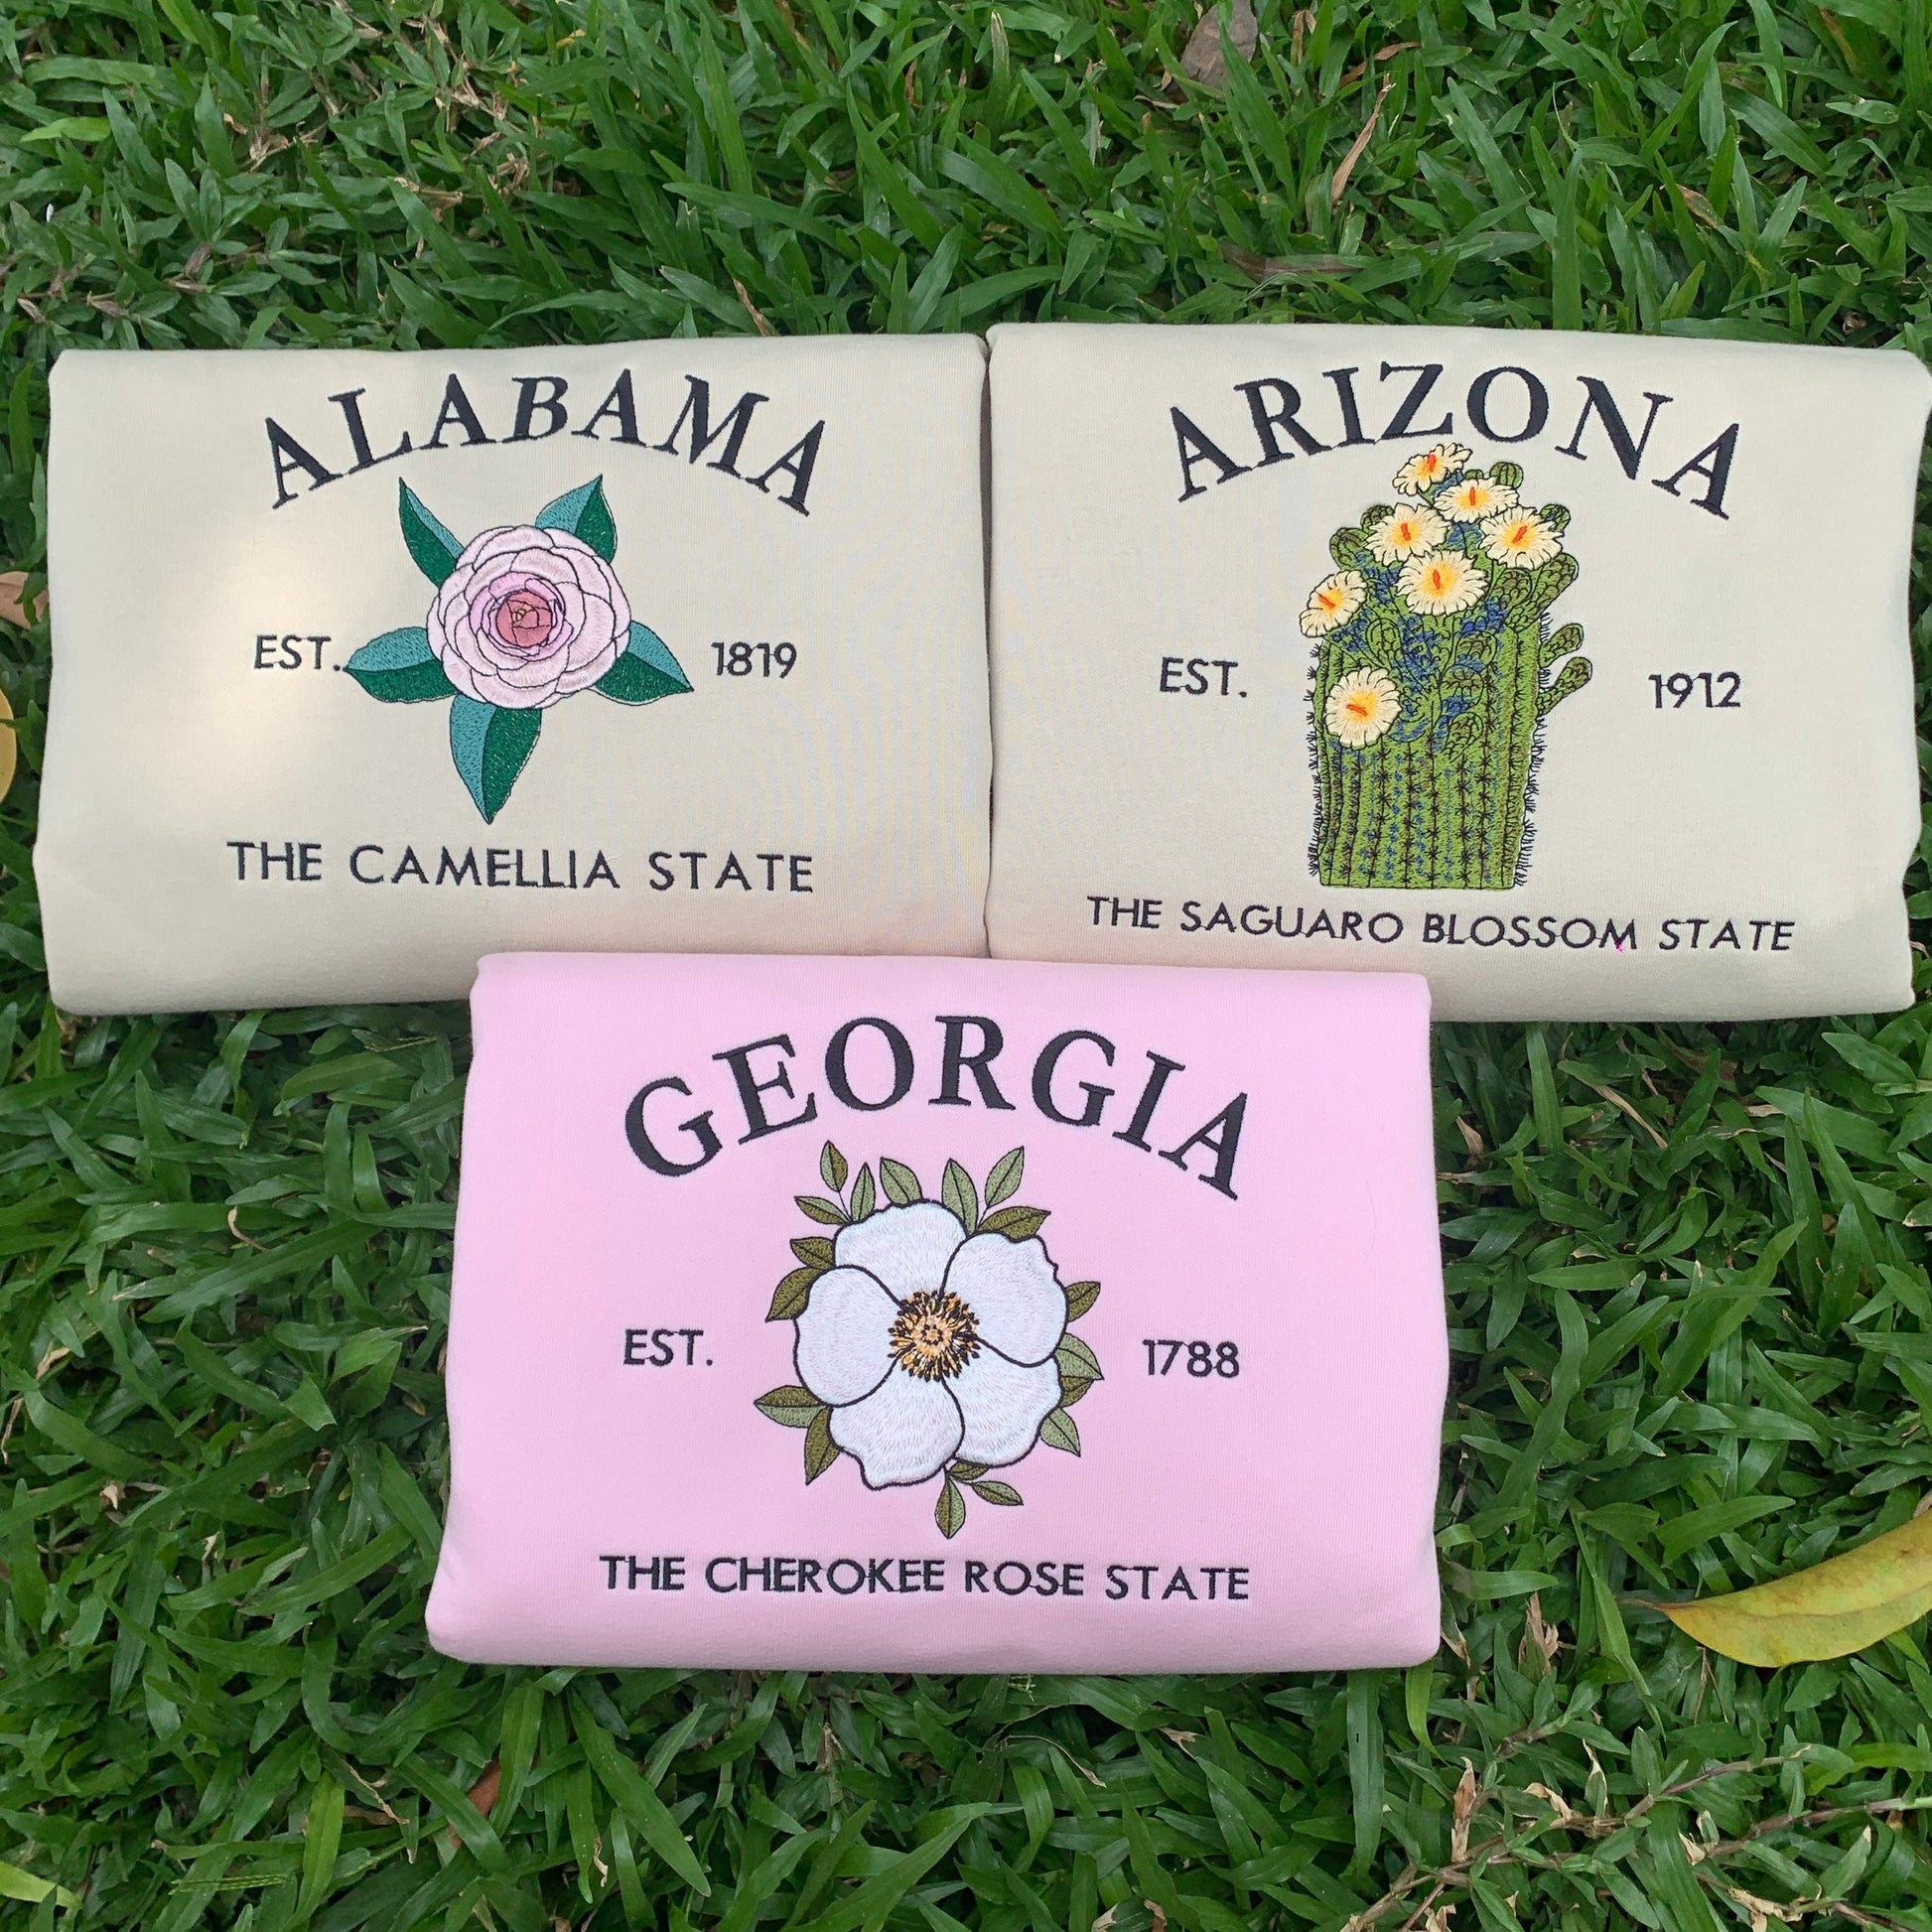 ALABAMA
EST. 1819
THE CAMELLIA STATE
ARIZONA
EST. 1912
THE SAGUARO BLOSSOM STATE
GEORGIA
EST. 1788
THE CHEROKEE ROSE STATE